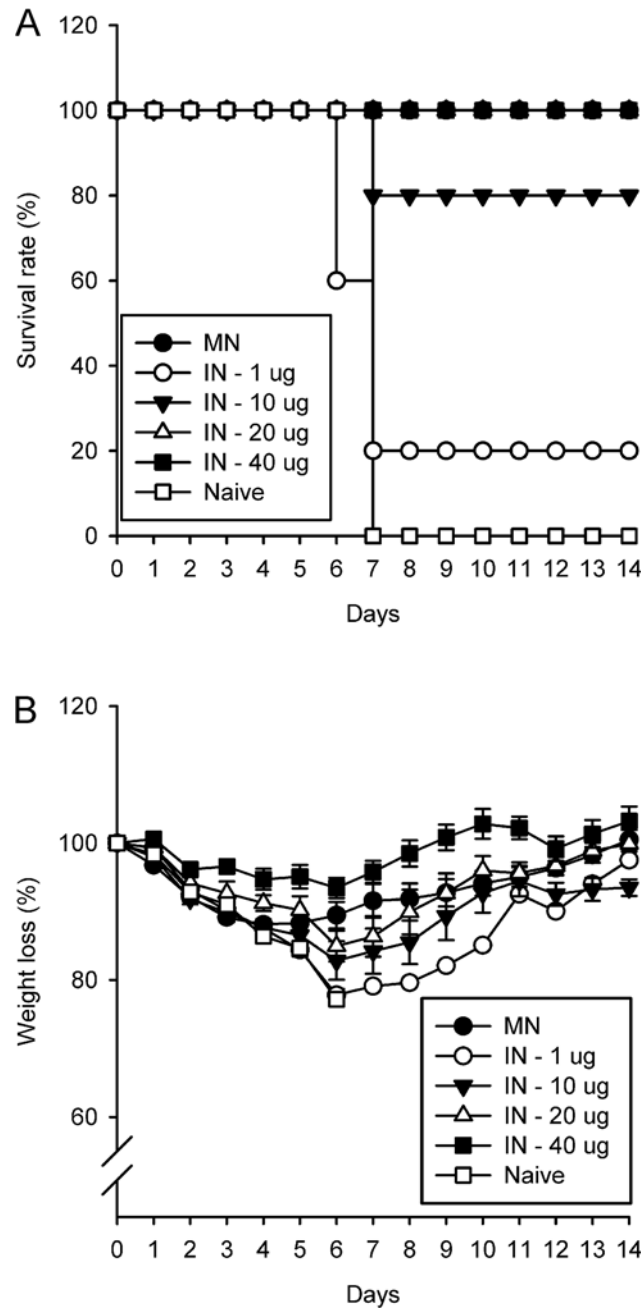 A
120
100
80
60
40
20
0
Survival rate (%)
MN
IN - 1 ug
IN - 10 ug
IN - 20 ug
IN - 40 ug
Naive
0 1 2 3 4 5 6 7 8 9 10 11 12 13 14
Days
B
120
100
80
60
Weight loss (%)
MN
IN - 1 ug
IN - 10 ug
IN - 20 ug
IN - 40 ug
Naive
0 1 2 3 4 5 6 7 8 9 10 11 12 13 14
Days